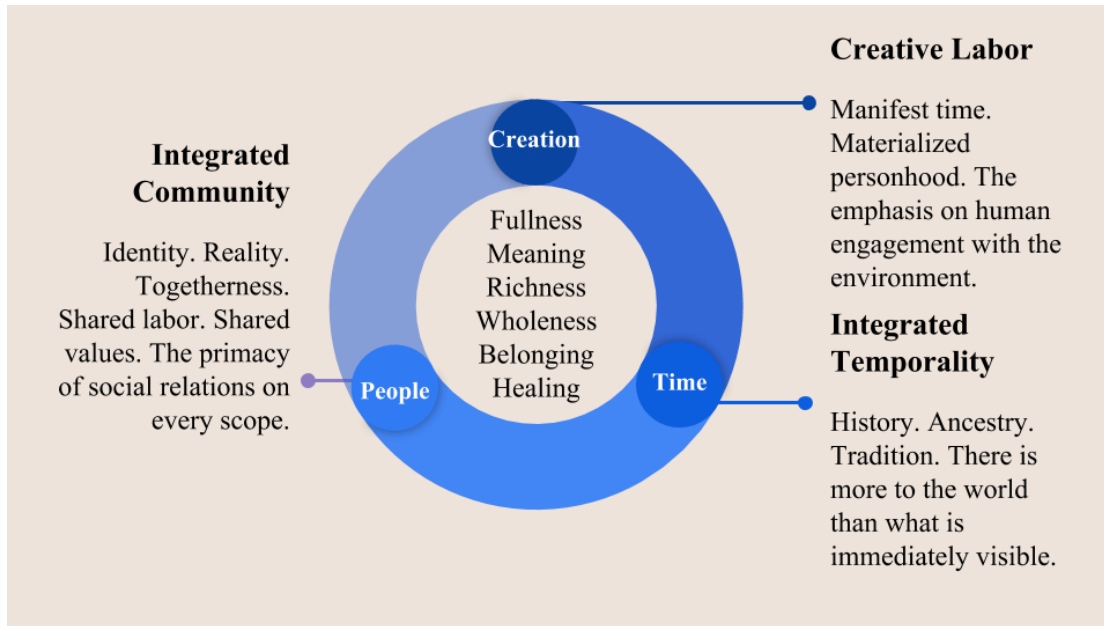 Creative Labor
Manifest time.
Materialized
personhood. The
emphasis on human
engagement with the
environment.
Integrated
Community
Identity. Reality.
Togetherness.
Shared labor. Shared
values. The primacy
of social relations on
every scope.
Creation
Fullness
Meaning
Richness
Wholeness
Belonging
Healing
People
Time
Integrated
Temporality
History. Ancestry.
Tradition. There is
more to the world
than what is
immediately visible.